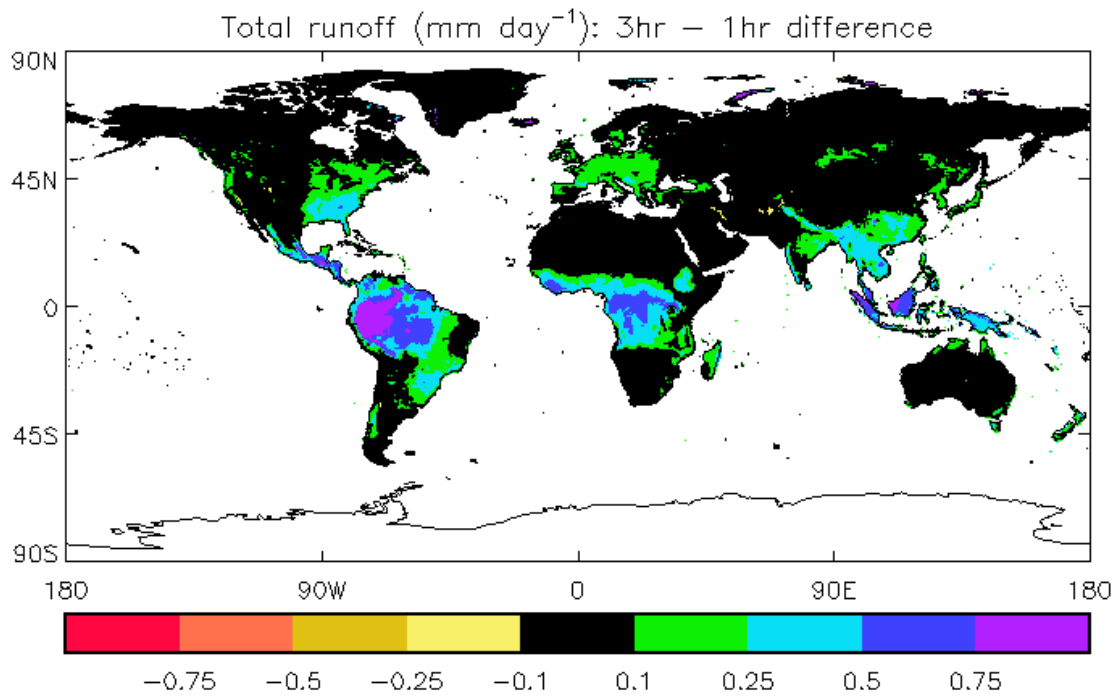 Total runoff (mm day⁻¹): 3hr − 1hr difference
90N
45N
0
45S
90S
180 90W 0 90E 180
−0.75 −0.5 −0.25 −0.1 0.1 0.25 0.5 0.75